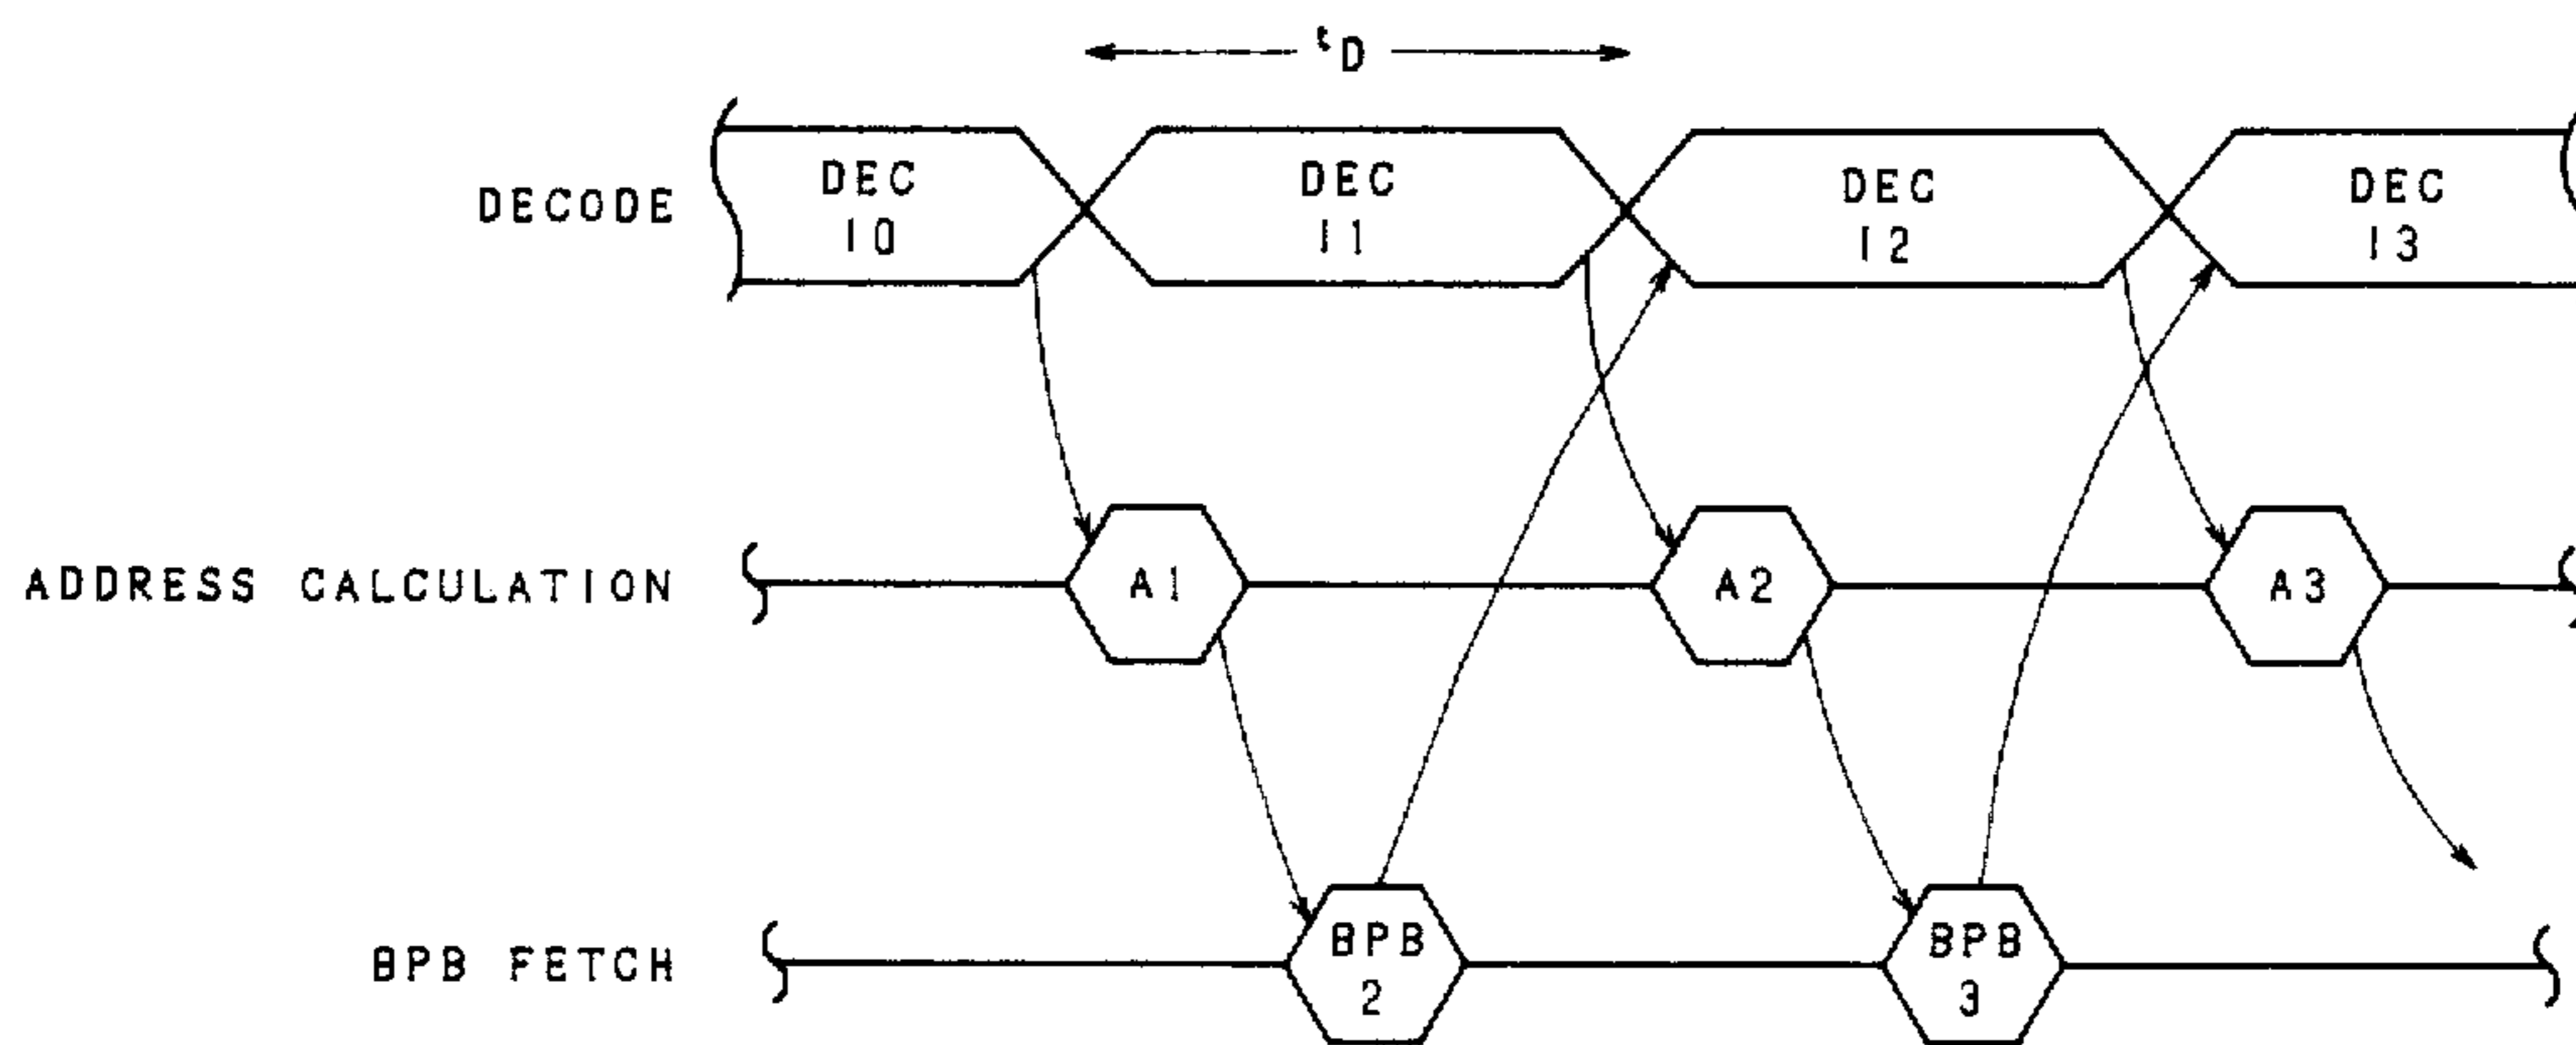 tD
DECODE
DEC
I0
DEC
I1
DEC
I2
DEC
I3
ADDRESS CALCULATION
A1
A2
A3
BPB FETCH
BPB
2
BPB
3